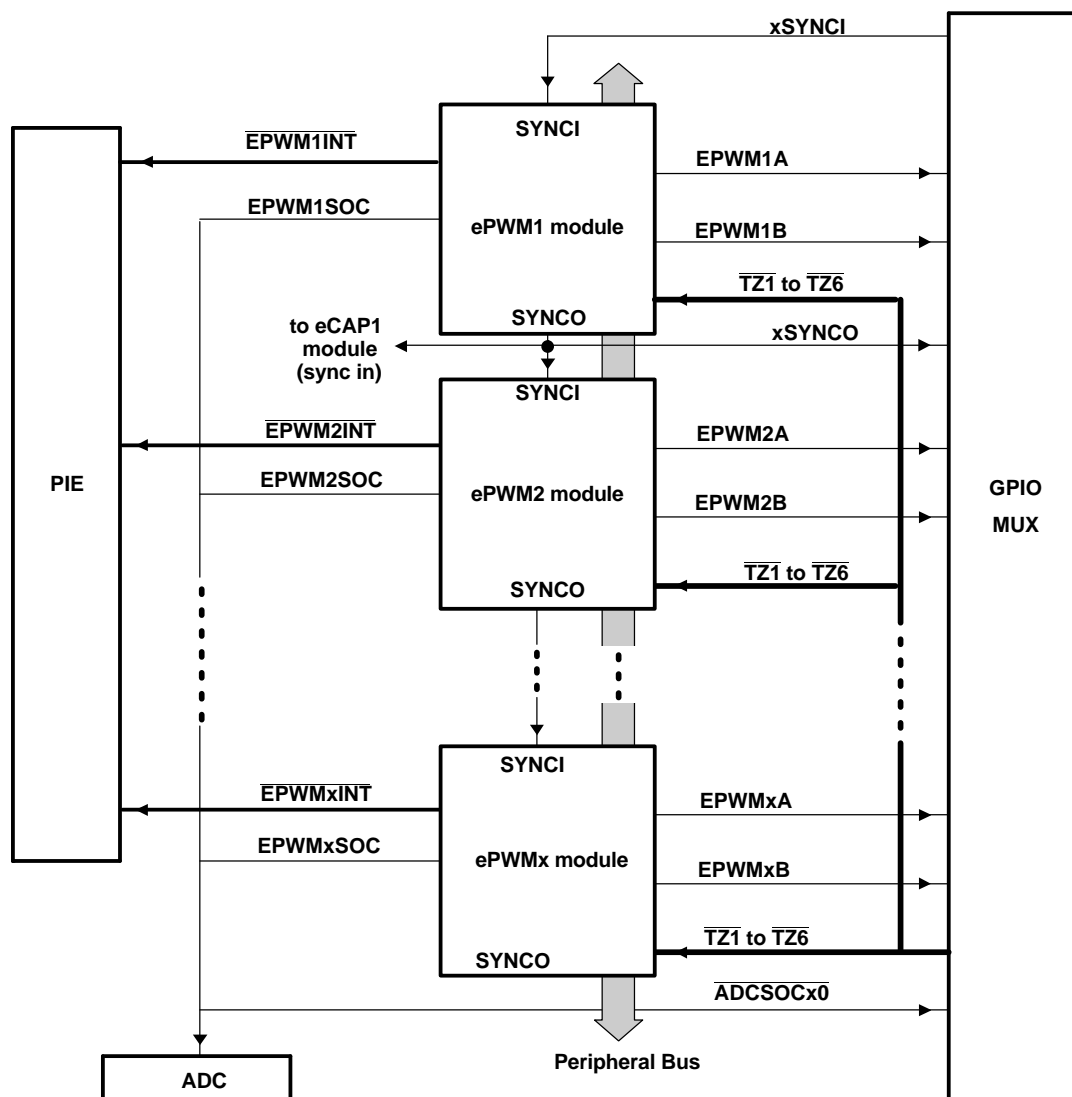 xSYNCI
SYNCI
EPWM1INT
EPWM1A
EPWM1SOC
ePWM1 module
EPWM1B
TZ1 to TZ6
SYNCO
to eCAP1
module
(sync in)
xSYNCO
SYNCI
EPWM2INT
EPWM2A
PIE
EPWM2SOC
ePWM2 module
EPWM2B
GPIO
MUX
TZ1 to TZ6
SYNCO
SYNCI
EPWMxINT
EPWMxA
EPWMxSOC
ePWMx module
EPWMxB
TZ1 to TZ6
SYNCO
ADCSOCx0
Peripheral Bus
ADC